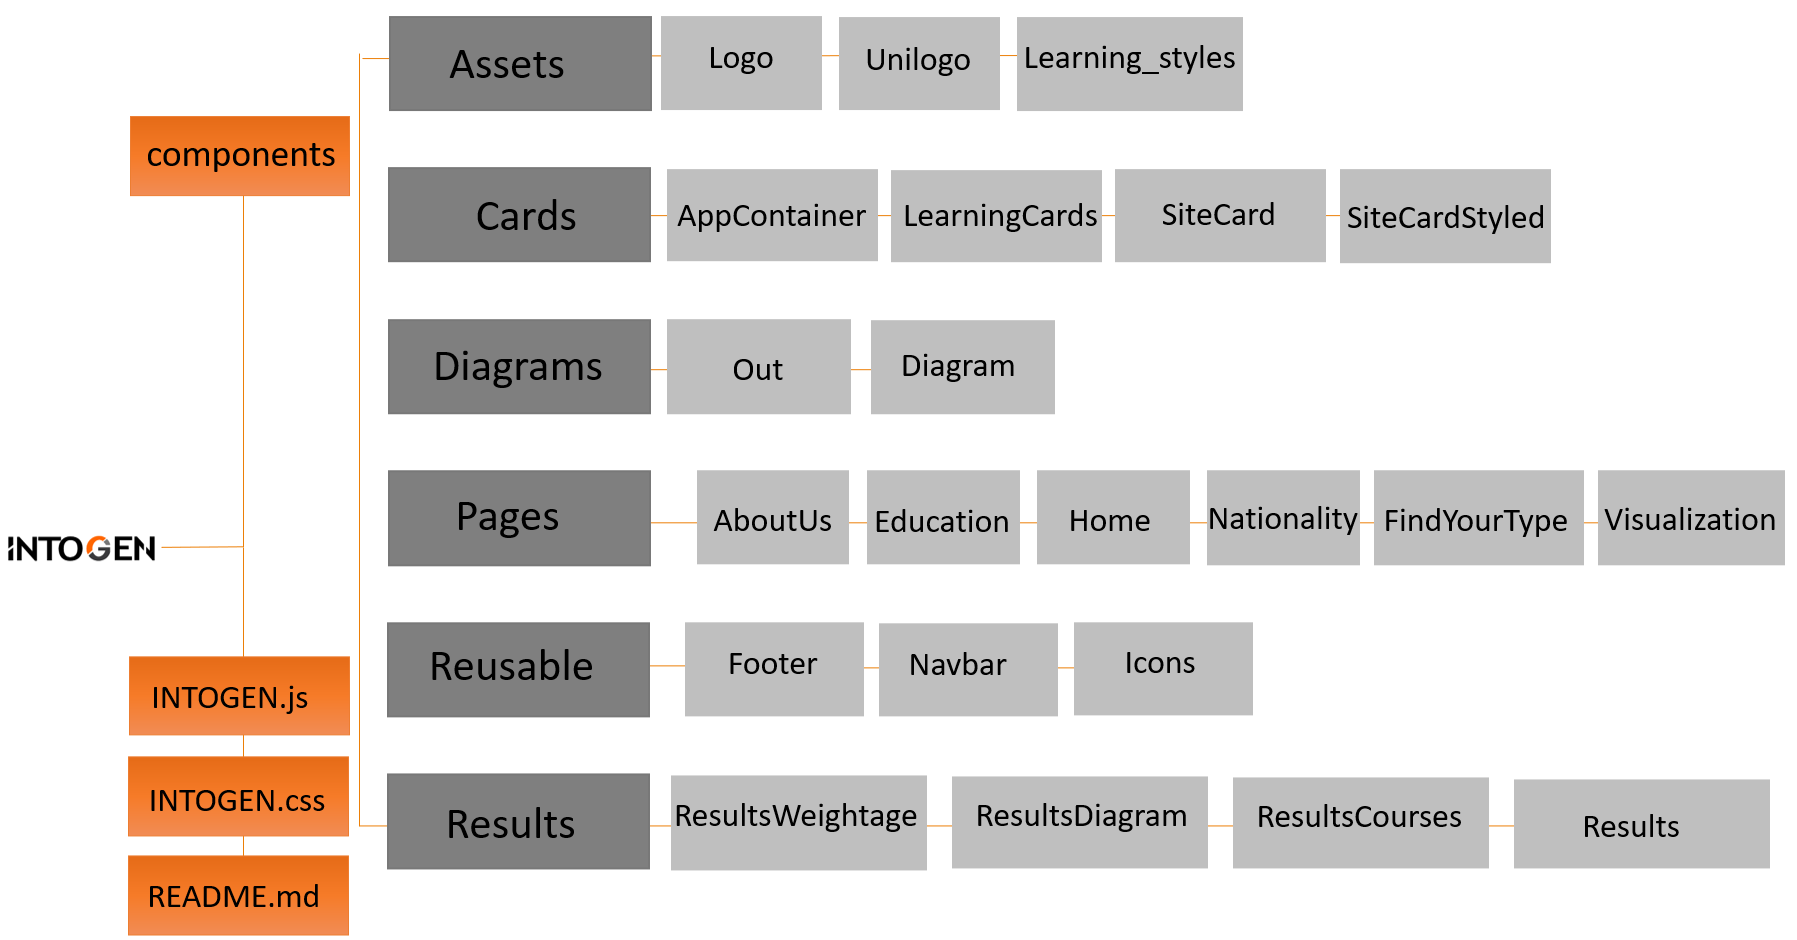 Assets
Logo
Unilogo
Learning_styles
components
Cards
AppContainer
LearningCards
SiteCard
SiteCardStyled
Diagrams
Out
Diagram
INTOGEN
Pages
AboutUs
Education
Home
Nationality
FindYourType
Visualization
INTOGEN.js
Reusable
Footer
Navbar
Icons
INTOGEN.css
Results
ResultsWeightage
ResultsDiagram
ResultsCourses
Results
README.md